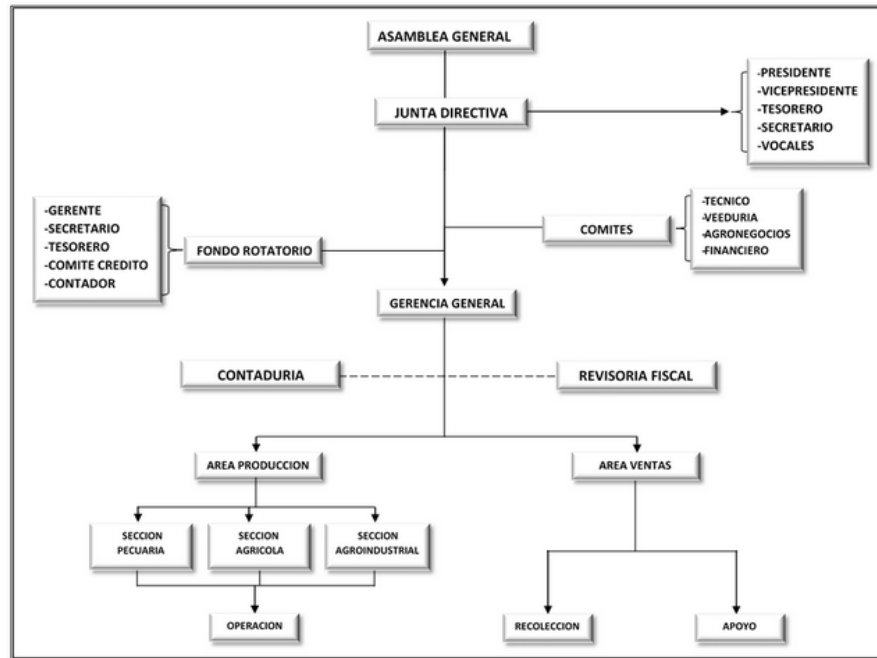 ASAMBLEA GENERAL
JUNTA DIRECTIVA
-PRESIDENTE
-VICEPRESIDENTE
-TESORERO
-SECRETARIO
-VOCALES
-GERENTE
-SECRETARIO
-TESORERO
-COMITE CREDITO
-CONTADOR
FONDO ROTATORIO
COMITES
-TECNICO
-VEEDURIA
-AGRONEGOCIOS
-FINANCIERO
GERENCIA GENERAL
CONTADURIA
REVISORIA FISCAL
AREA PRODUCCION
AREA VENTAS
SECCION
PECUARIA
SECCION
AGRICOLA
SECCION
AGROINDUSTRIAL
OPERACION
RECOLECCION
APOYO